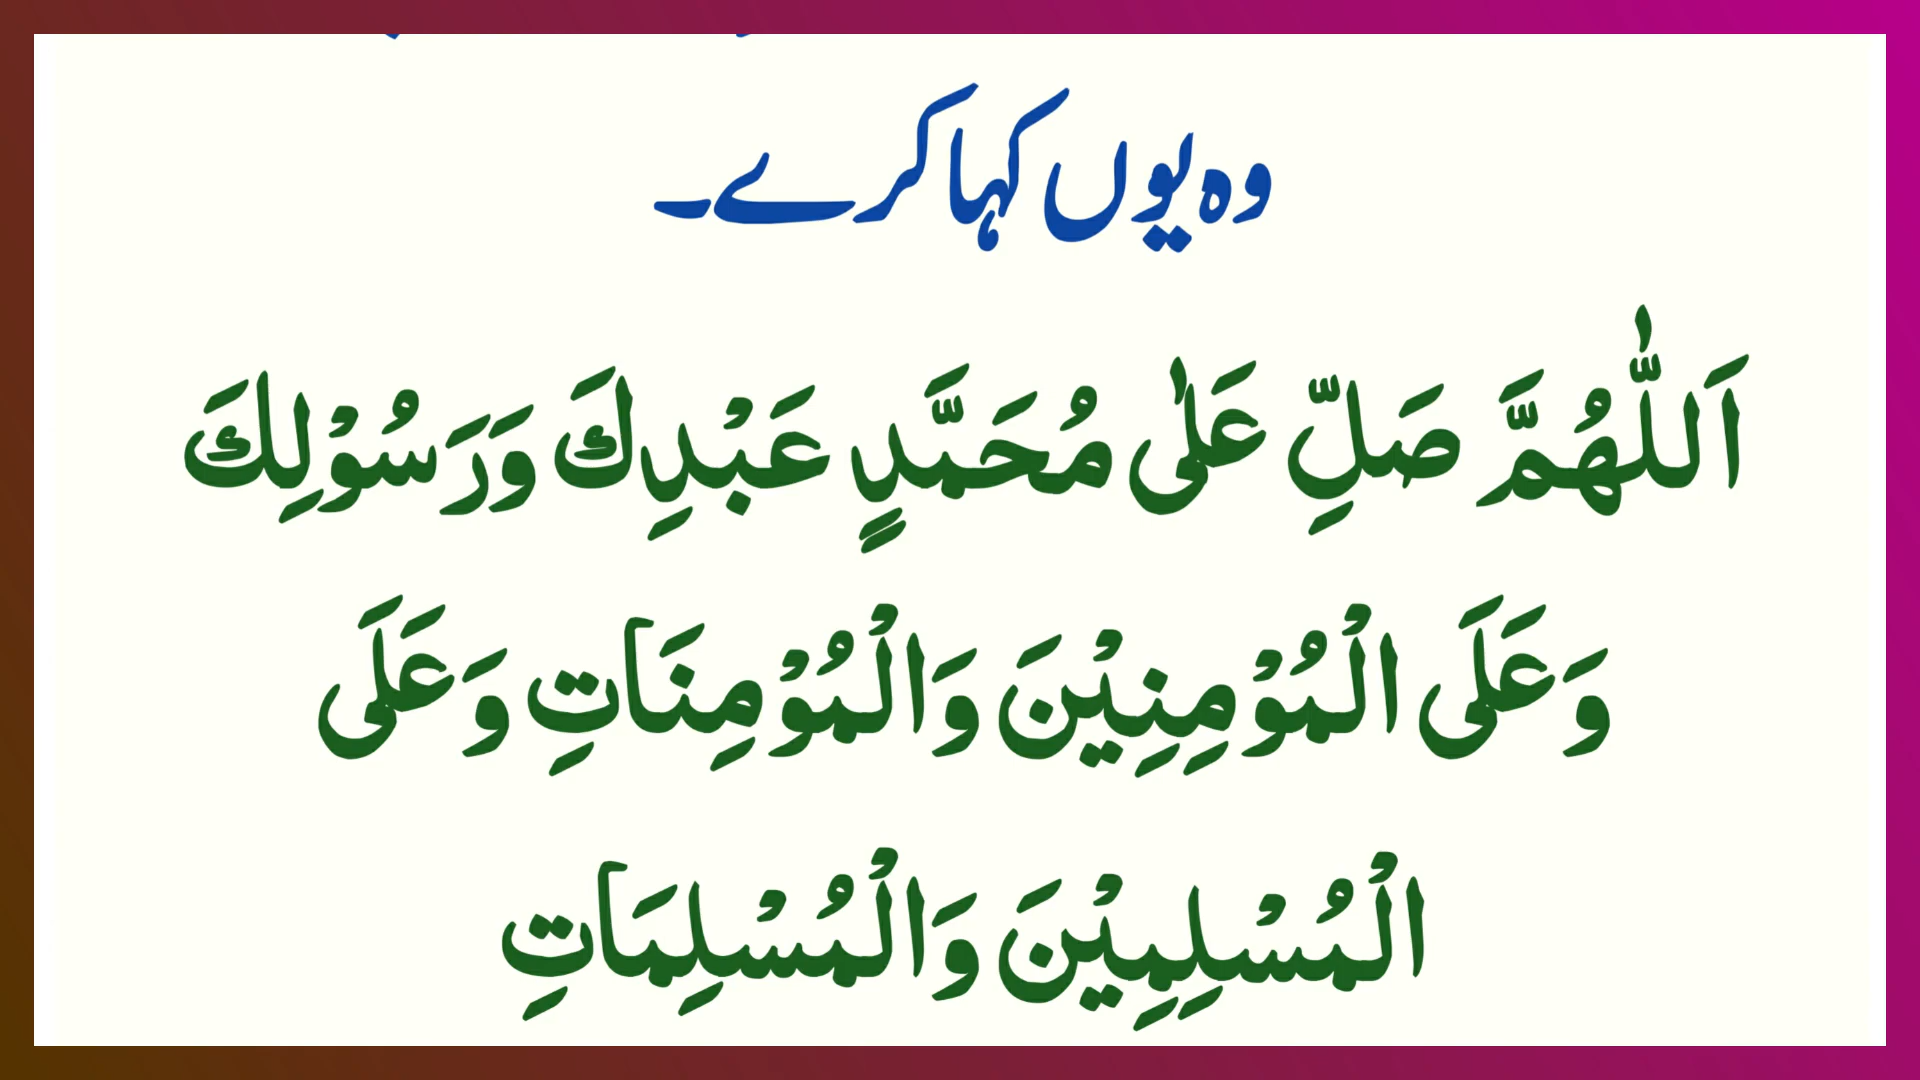 وہ یوں کہا کرے۔
اَللّٰهُمَّ صَلِّ عَلٰى مُحَمَّدٍ عَبْدِكَ وَرَسُوْلِكَ
وَعَلَى الْمُؤْمِنِيْنَ وَالْمُؤْمِنَاتِ وَعَلَى
الْمُسْلِمِيْنَ وَالْمُسْلِمَاتِ